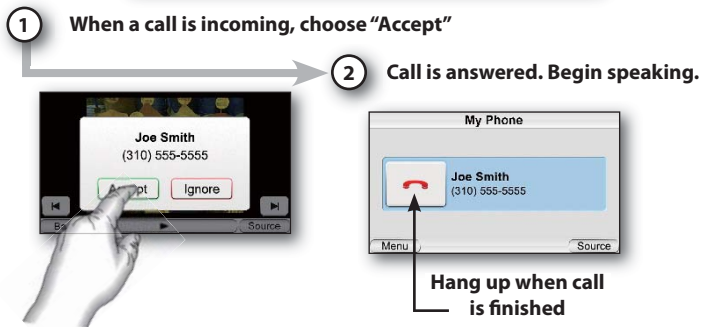 1 When a call is incoming, choose “Accept”
2 Call is answered. Begin speaking.
Joe Smith
(310) 555-5555
Ignore
Source
My Phone
Joe Smith
(310) 555-5555
Menu
Source
Hang up when call
is finished